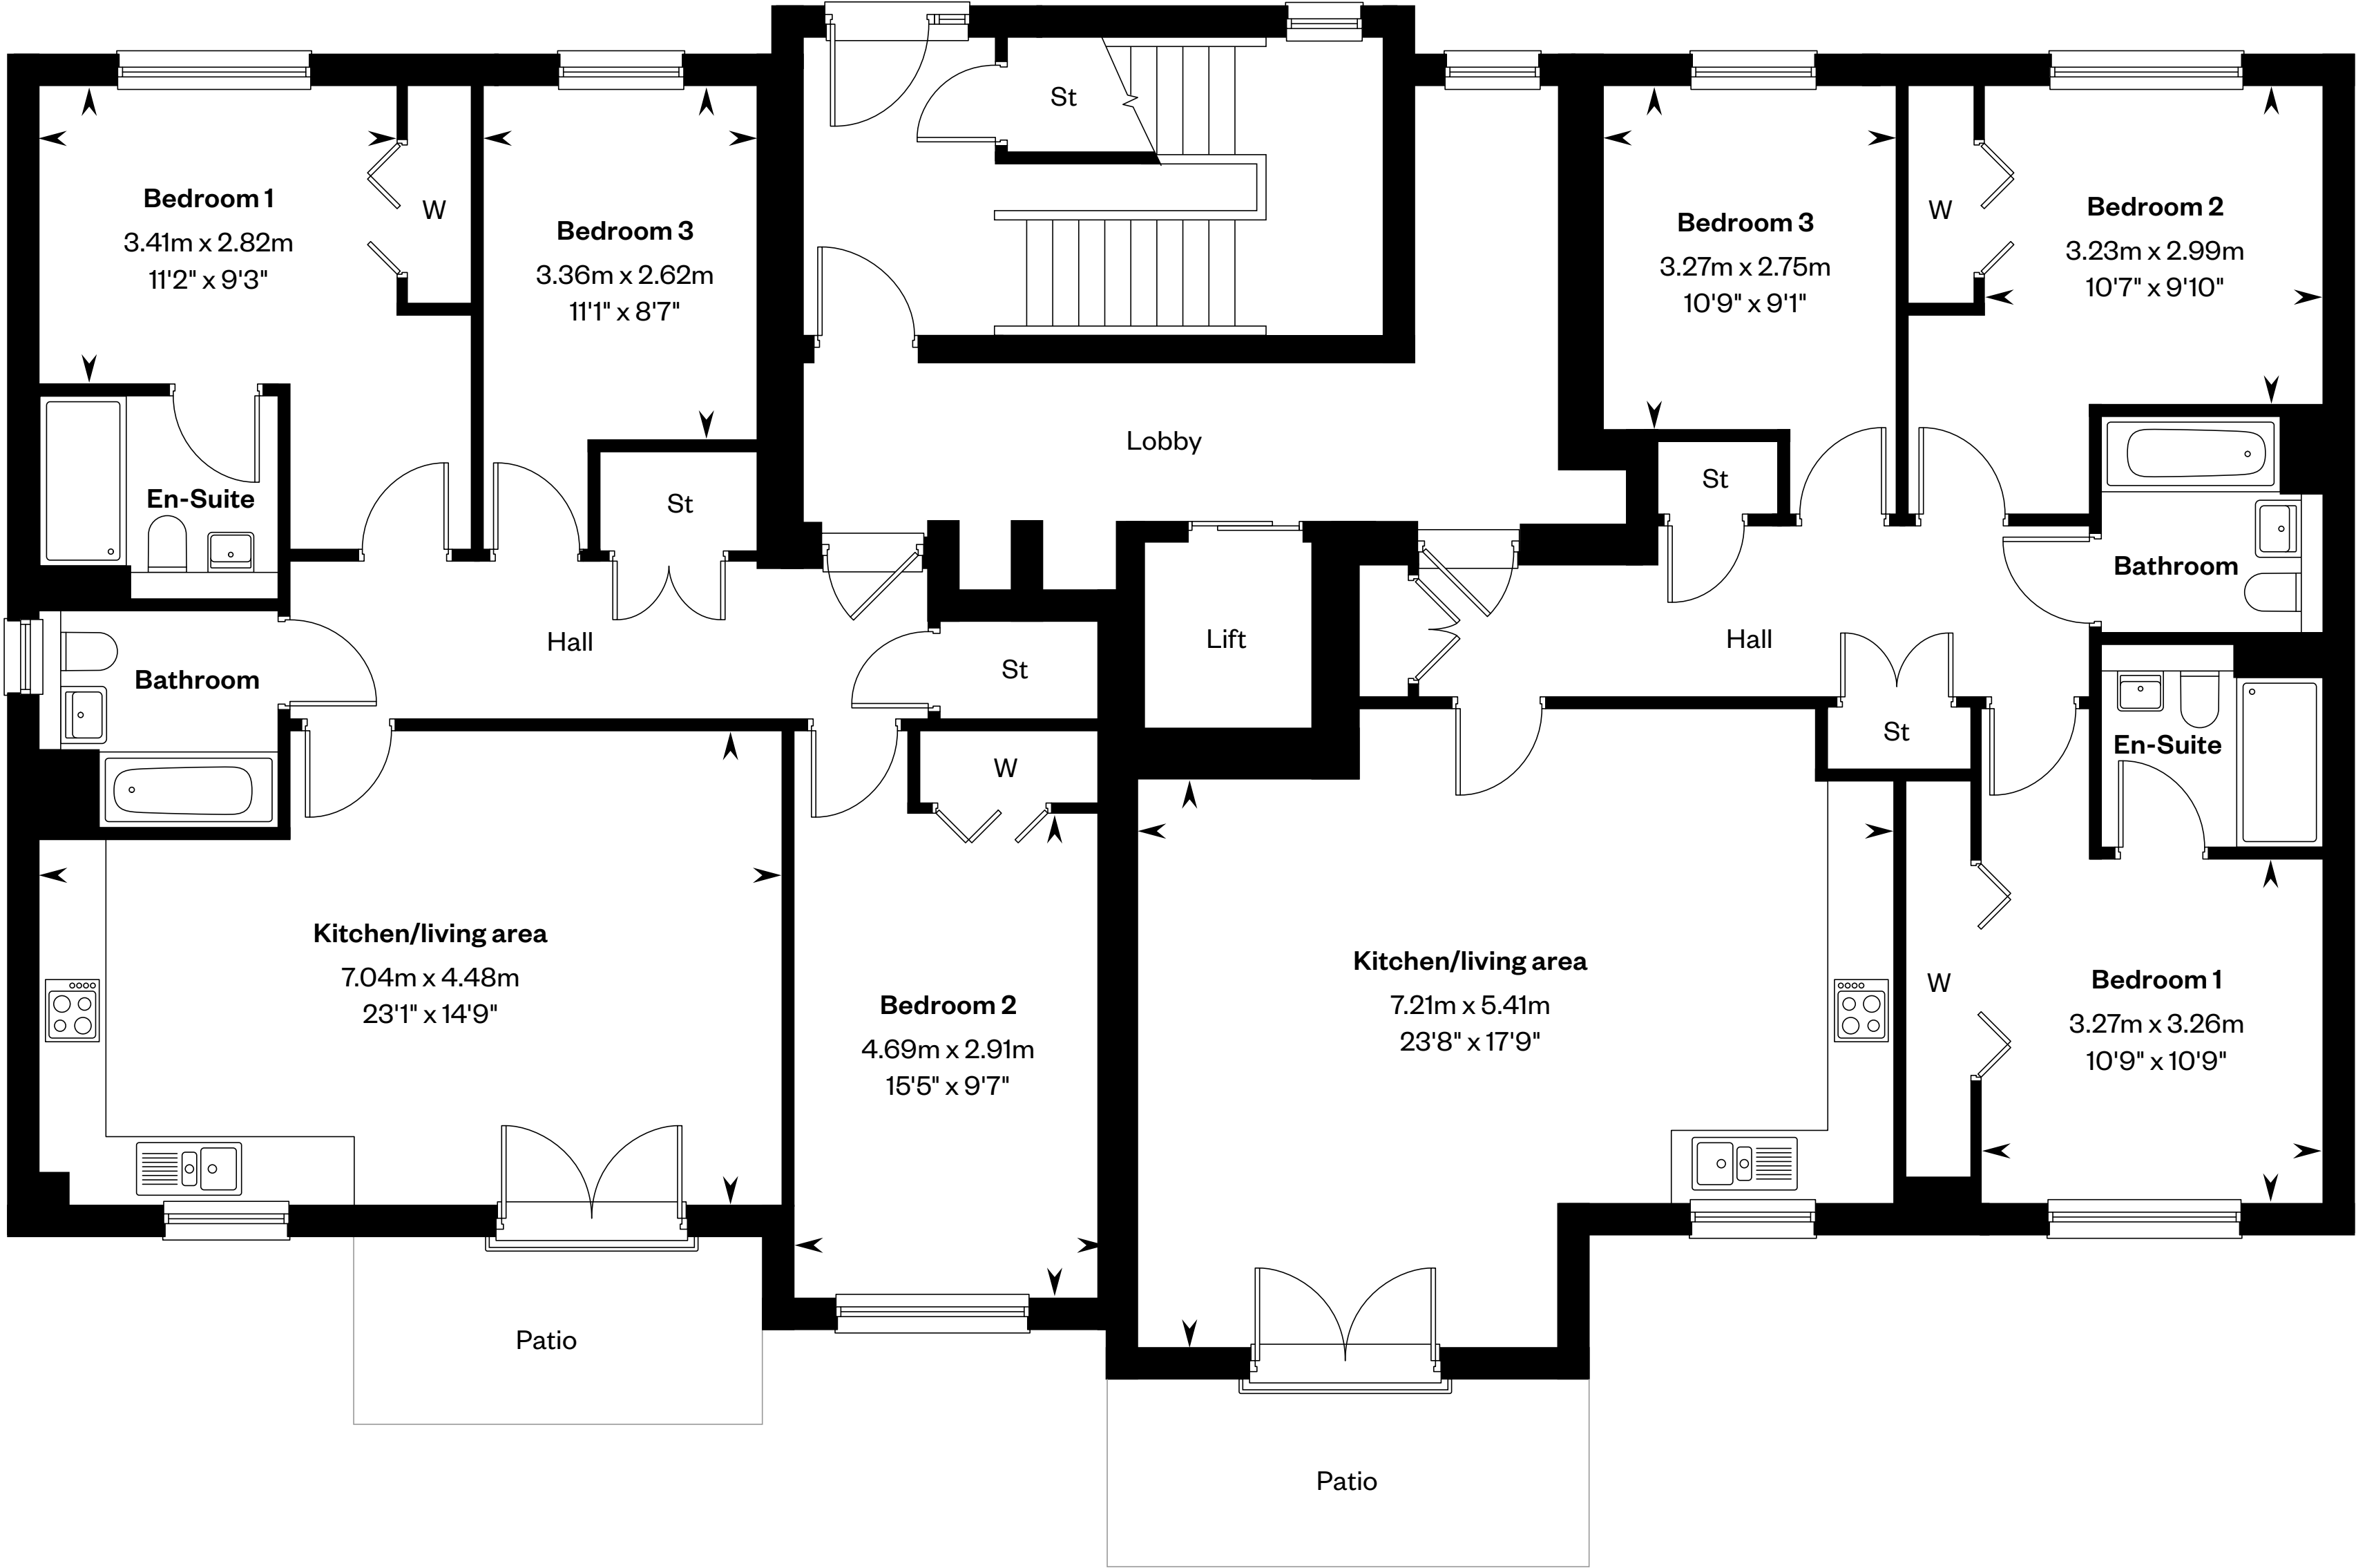 St
Bedroom 1
3.41m x 2.82m
11'2" x 9'3"
W
Bedroom 3
3.36m x 2.62m
11'1" x 8'7"
Bedroom 3
3.27m x 2.75m
10'9" x 9'1"
W
Bedroom 2
3.23m x 2.99m
10'7" x 9'10"
Lobby
En-Suite
St
St
Bathroom
Hall
Bathroom
St
Lift
Hall
St
En-Suite
W
Kitchen/living area
7.04m x 4.48m
23'1" x 14'9"
Bedroom 2
4.69m x 2.91m
15'5" x 9'7"
Kitchen/living area
7.21m x 5.41m
23'8" x 17'9"
W
Bedroom 1
3.27m x 3.26m
10'9" x 10'9"
Patio
Patio